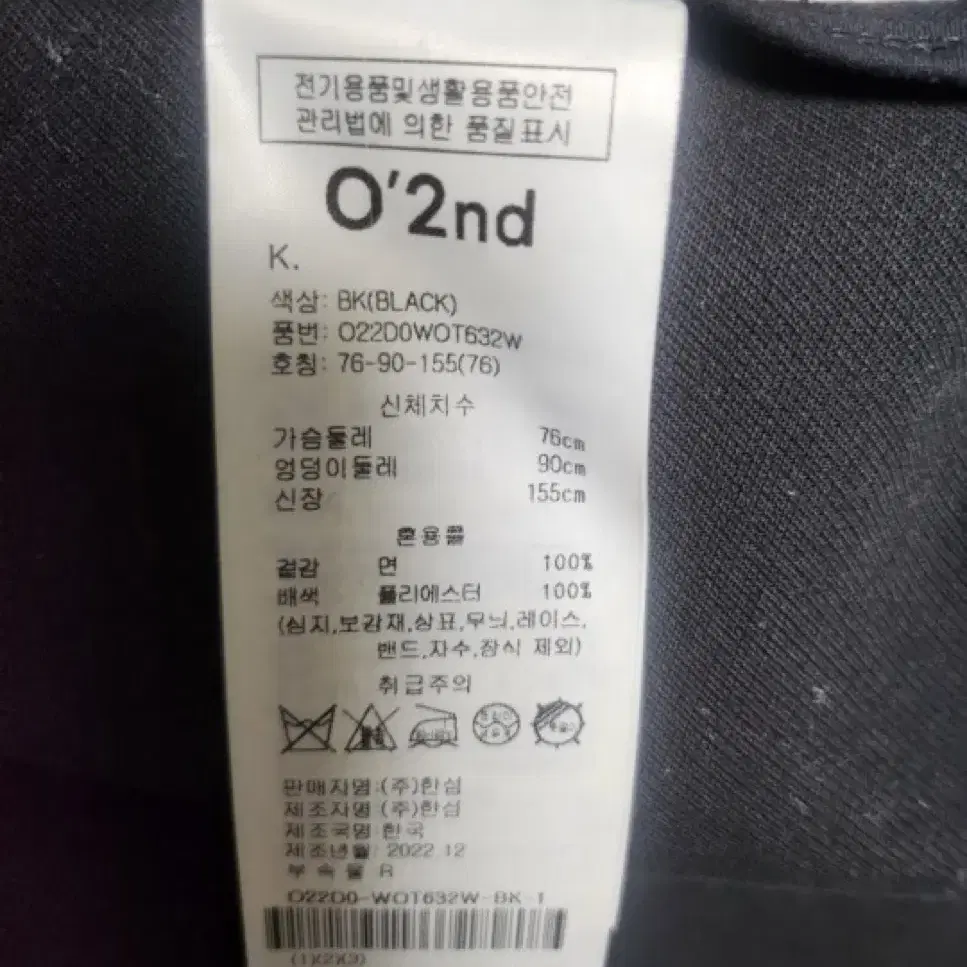 전기용품및생활용품안전
관리법에 의한 품질표시
O'2nd
K.
색상: BK(BLACK)
품번: O22D0WOT632W
호칭: 76-90-155(76)
신체치수
가슴둘레 76cm
엉덩이둘레 90cm
신장 155cm
혼용률
겉감 면 100%
배색 폴리에스터 100%
(심지,보강재,상표,무늬,레이스,
밴드,자수,장식 제외)
취급주의
판매자명:(주)한섬
제조자명:(주)한섬
제조국명:한국
제조년월: 2022.12
부속물 R
O22D0-WOT632W-BK-1
(1)(2)(3)